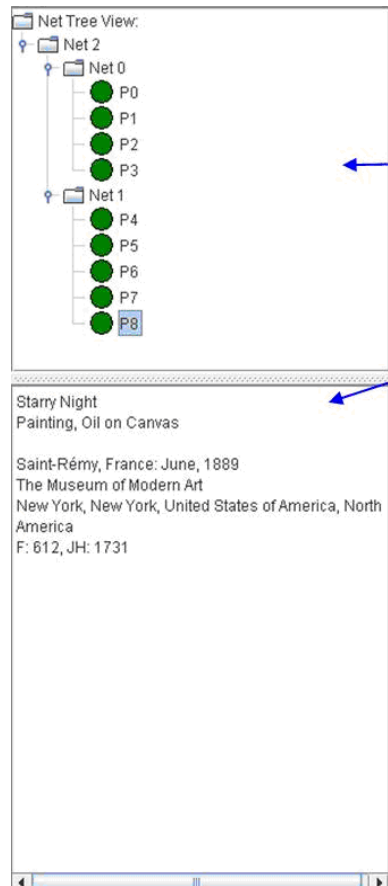 Net Tree View:
Net 2
Net 0
P0
P1
P2
P3
Net 1
P4
P5
P6
P7
P8
Starry Night
Painting, Oil on Canvas
Saint-Rémy, France: June, 1889
The Museum of Modern Art
New York, New York, United States of America, North
America
F: 612, JH: 1731